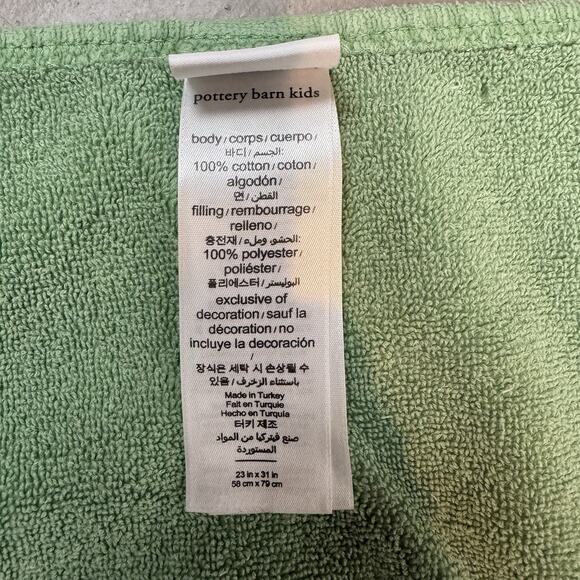 pottery barn kids
body / corps / cuerpo /
바디 / الجسم:
100% cotton / coton /
algodón /
면 / القطن /
filling / rembourrage /
relleno /
충전재 / الحشو، وملء:
100% polyester /
poliéster /
폴리에스터 / البوليستر /
exclusive of
decoration / sauf la
décoration / no
incluye la decoración
/
장식은 세탁 시 손상될 수
있음 / باستثناء الزخرف /
Made in Turkey
Fait en Turquie
Hecho en Turquía
터키 제조
صنع فيتركيا من المواد
المستوردة
23 in x 31 in
58 cm x 79 cm